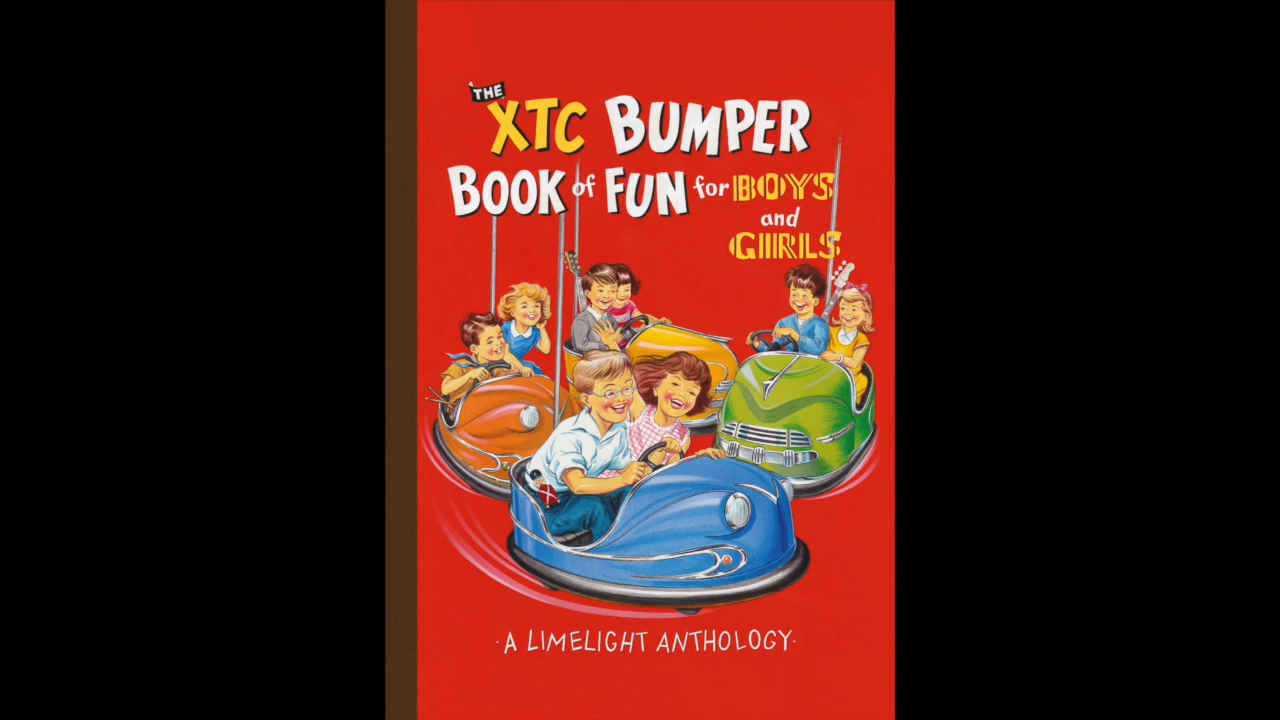 THE
XTC BUMPER
BOOK of FUN for BOYS
and
GIRLS
· A LIMELIGHT ANTHOLOGY ·